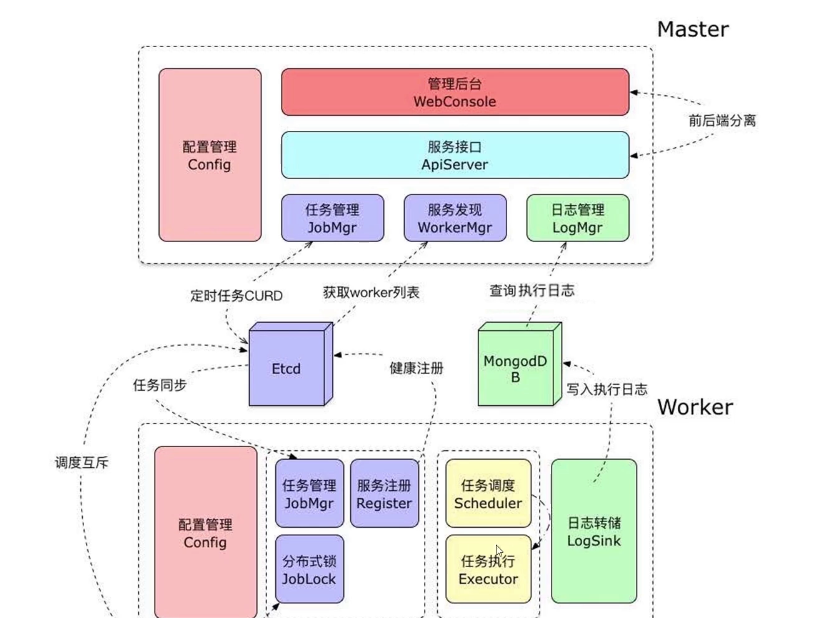 Master
管理后台
WebConsole
配置管理
Config
前后端分离
服务接口
ApiServer
任务管理
JobMgr
服务发现
WorkerMgr
日志管理
LogMgr
定时任务CURD
获取worker列表
查询执行日志
Etcd
MongodD
B
健康注册
任务同步
写入执行日志
Worker
调度互斥
配置管理
Config
任务管理
JobMgr
服务注册
Register
任务调度
Scheduler
日志转储
LogSink
分布式锁
JobLock
任务执行
Executor